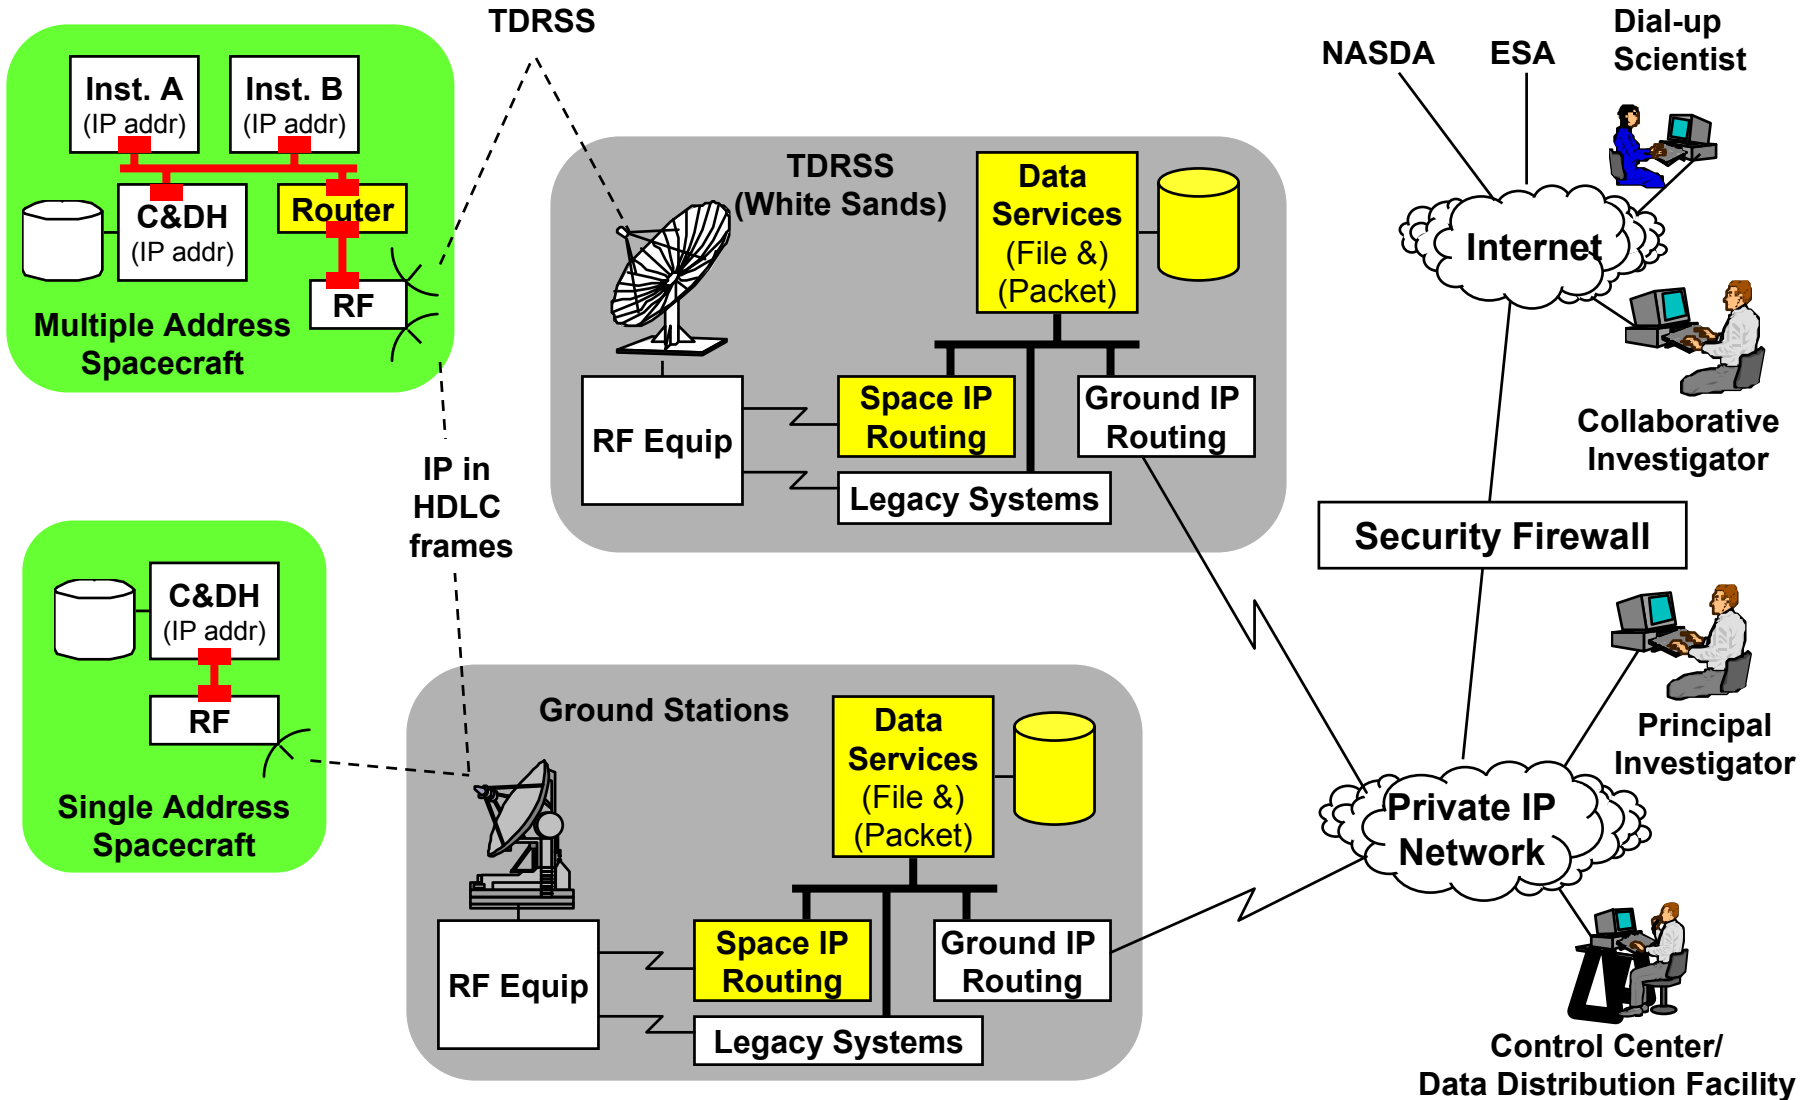 TDRSS
Inst. A
(IP addr)
Inst. B
(IP addr)
C&DH
(IP addr)
Router
RF
Multiple Address
Spacecraft
IP in
HDLC
frames
C&DH
(IP addr)
RF
Single Address
Spacecraft
TDRSS
(White Sands)
Data
Services
(File &)
(Packet)
RF Equip
Space IP
Routing
Ground IP
Routing
Legacy Systems
Ground Stations
Data
Services
(File &)
(Packet)
RF Equip
Space IP
Routing
Ground IP
Routing
Legacy Systems
NASDA
ESA
Dial-up
Scientist
Internet
Collaborative
Investigator
Security Firewall
Principal
Investigator
Private IP
Network
Control Center/
Data Distribution Facility